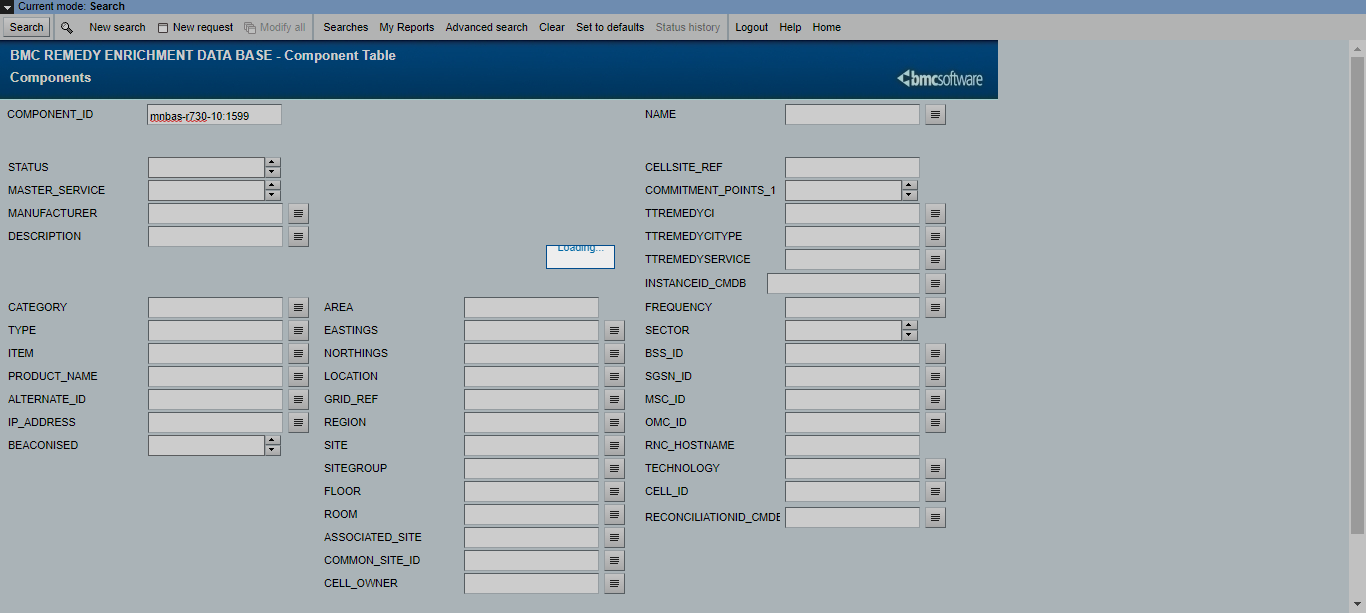 Current mode: Search
Search New search New request Modify all Searches My Reports Advanced search Clear Set to defaults Status history Logout Help Home
BMC REMEDY ENRICHMENT DATA BASE - Component Table
Components
bmcsoftware
COMPONENT_ID mnbas-r730-10:1599 NAME
STATUS CELLSITE_REF
MASTER_SERVICE COMMITMENT_POINTS_1
MANUFACTURER TTREMEDYCI
DESCRIPTION TTREMEDYCITYPE
Loading...
TTREMEDYSERVICE
INSTANCEID_CMDB
CATEGORY AREA FREQUENCY
TYPE EASTINGS SECTOR
ITEM NORTHINGS BSS_ID
PRODUCT_NAME LOCATION SGSN_ID
ALTERNATE_ID GRID_REF MSC_ID
IP_ADDRESS REGION OMC_ID
BEACONISED SITE RNC_HOSTNAME
SITEGROUP TECHNOLOGY
FLOOR CELL_ID
ROOM RECONCILIATIONID_CMDB
ASSOCIATED_SITE
COMMON_SITE_ID
CELL_OWNER